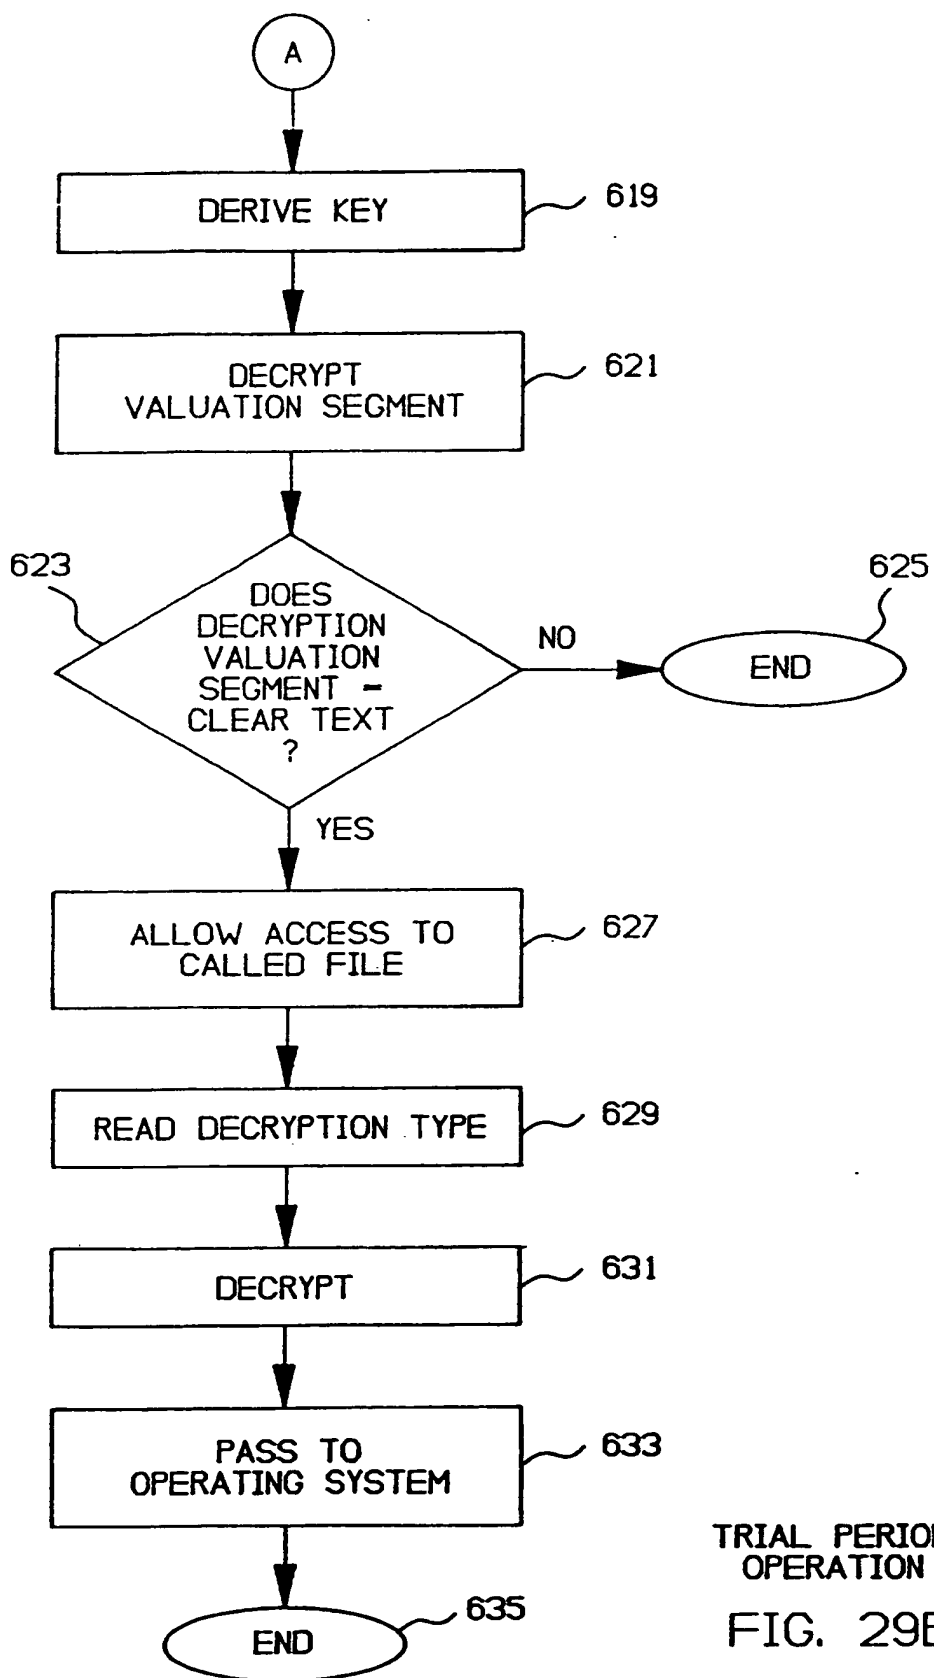 A
DERIVE KEY
619
DECRYPT
VALUATION SEGMENT
621
623
DOES
DECRYPTION
VALUATION
SEGMENT -
CLEAR TEXT
?
NO
625
END
YES
ALLOW ACCESS TO
CALLED FILE
627
READ DECRYPTION TYPE
629
DECRYPT
631
PASS TO
OPERATING SYSTEM
633
END
635
TRIAL PERIO
OPERATION
FIG. 29B